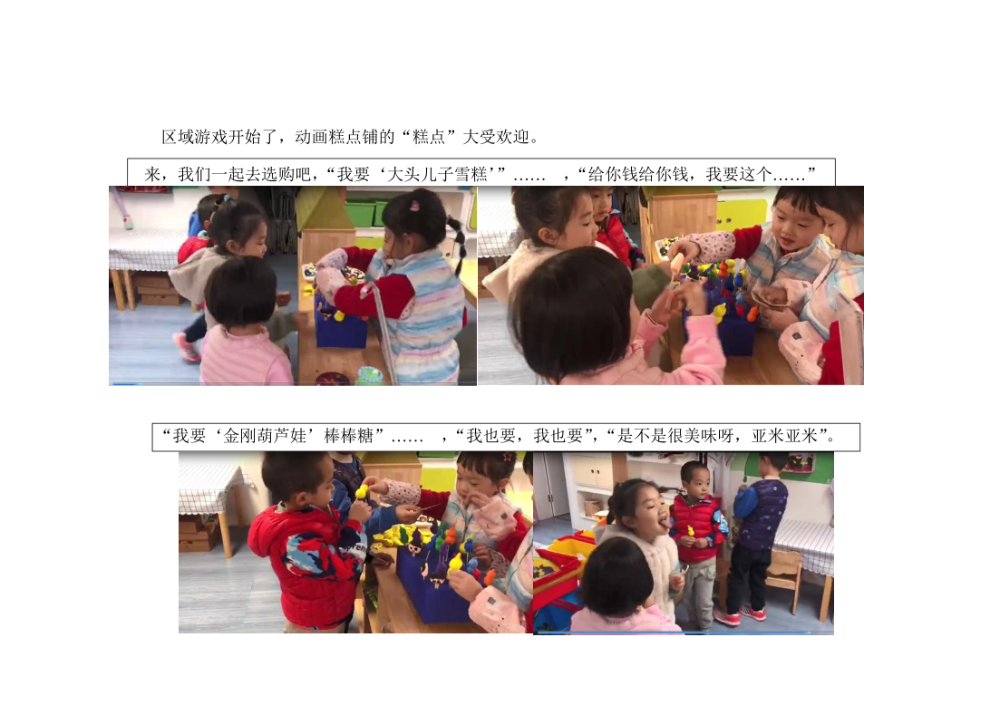 区域游戏开始了，动画糕点铺的“糕点”大受欢迎。
来，我们一起去选购吧，“我要‘大头儿子雪糕’”……　，“给你钱给你钱，我要这个……”
“我要‘金刚葫芦娃’棒棒糖”……　，“我也要，我也要”，“是不是很美味呀，亚米亚米”。